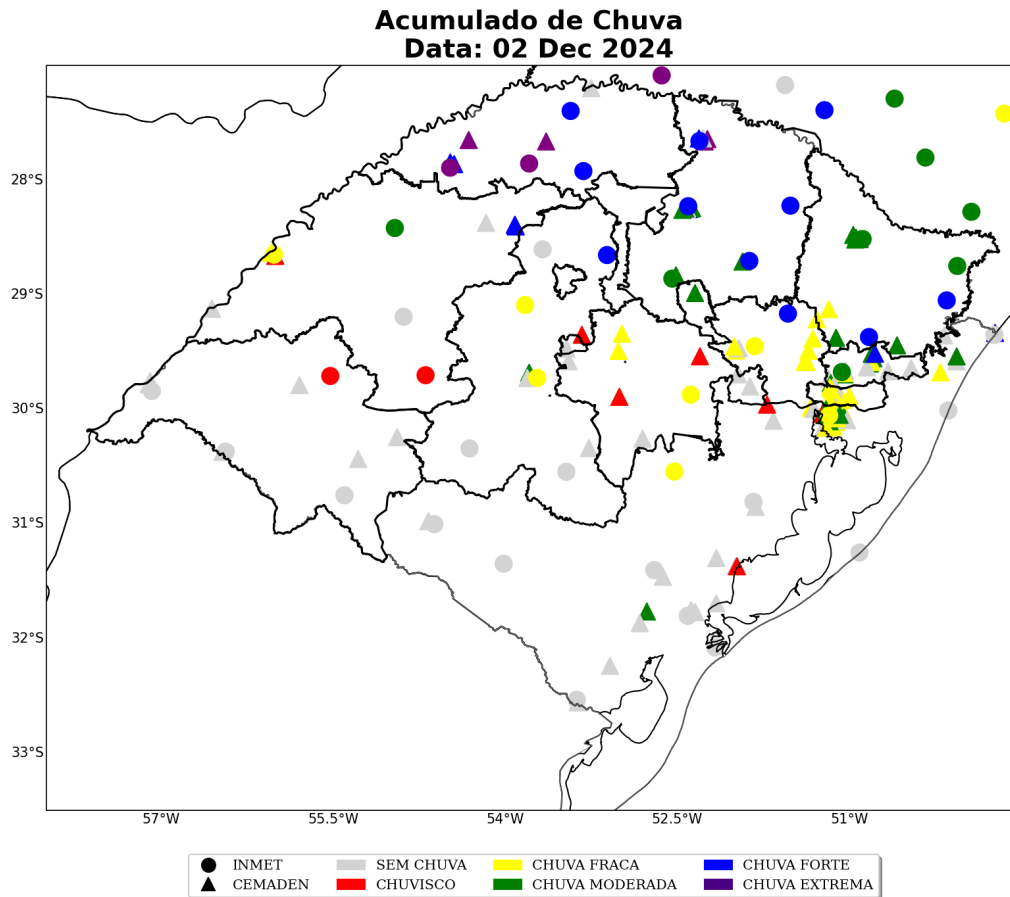 Acumulado de Chuva
Data: 02 Dec 2024
28°S
29°S
30°S
31°S
32°S
33°S
57°W 55.5°W 54°W 52.5°W 51°W
INMET SEM CHUVA CHUVA FRACA CHUVA FORTE
CEMADEN CHUVISCO CHUVA MODERADA CHUVA EXTREMA